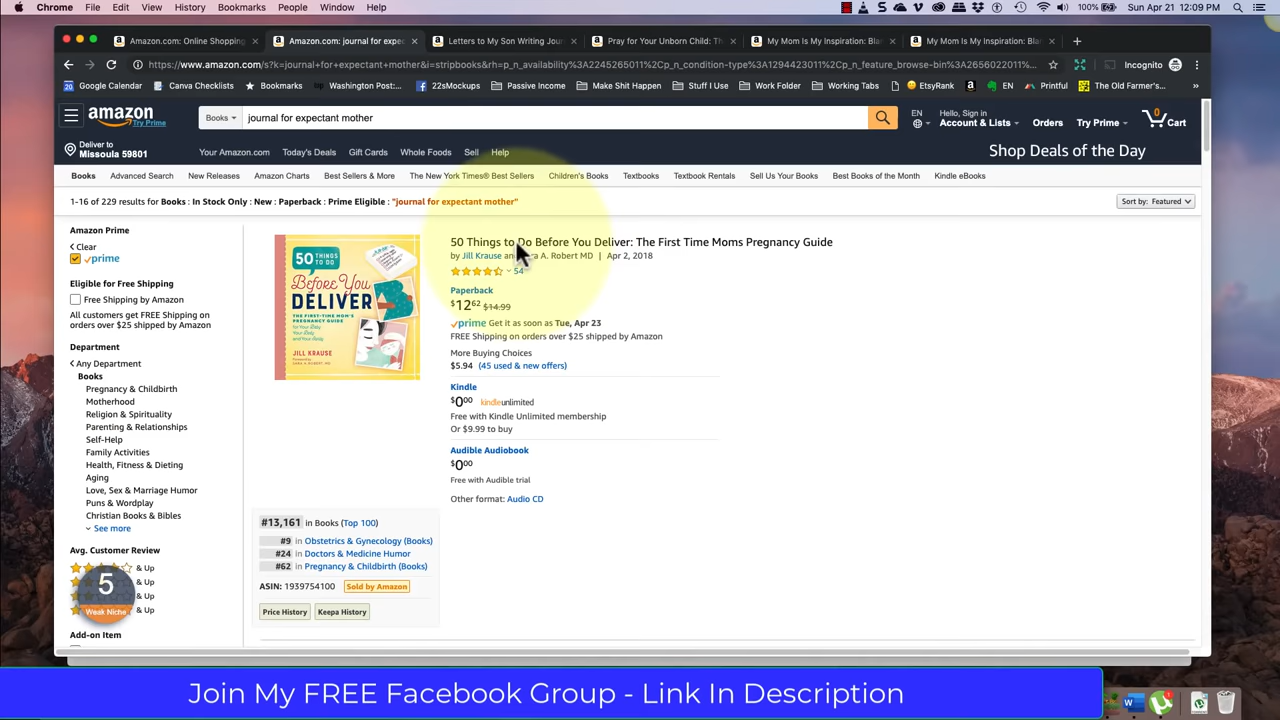 Chrome File Edit View History Bookmarks People Window Help 100% Sun Apr 21 12:09 PM
Amazon.com: Online Shopping
Amazon.com: journal for expec
Letters to My Son Writing Jour
Pray for Your Unborn Child: Th
My Mom Is My Inspiration: Blan
My Mom Is My Inspiration: Blan
https://www.amazon.com/s?k=journal+for+expectant+mother&i=stripbooks&rh=p_n_availability%3A2245265011%2Cp_n_condition-type%3A1294423011%2Cp_n_feature_browse-bin%3A2656022011%...
Incognito
Google Calendar Canva Checklists Bookmarks Washington Post:... 22sMockups Passive Income Make Shit Happen Stuff I Use Work Folder Working Tabs EtsyRank EN Printful The Old Farmer's... »
amazon
Try Prime
Books
journal for expectant mother
EN
Hello, Sign in
Account & Lists
Orders
Try Prime
0
Cart
Deliver to
Missoula 59801
Your Amazon.com Today's Deals Gift Cards Whole Foods Sell Help
Shop Deals of the Day
Books Advanced Search New Releases Amazon Charts Best Sellers & More The New York Times® Best Sellers Children's Books Textbooks Textbook Rentals Sell Us Your Books Best Books of the Month Kindle eBooks
1-16 of 229 results for Books : In Stock Only : New : Paperback : Prime Eligible : "journal for expectant mother"
Sort by: Featured
Amazon Prime
Clear
prime
Eligible for Free Shipping
Free Shipping by Amazon
All customers get FREE Shipping on
orders over $25 shipped by Amazon
Department
Any Department
Books
Pregnancy & Childbirth
Motherhood
Religion & Spirituality
Parenting & Relationships
Self-Help
Family Activities
Health, Fitness & Dieting
Aging
Love, Sex & Marriage Humor
Puns & Wordplay
Christian Books & Bibles
See more
Avg. Customer Review
& Up
& Up
& Up
& Up
5
Weak Niche
Add-on Item
50 THINGS TO DO
Before You
DELIVER
THE FIRST TIME MOM'S
PREGNANCY GUIDE
JILL KRAUSE
#13,161 in Books (Top 100)
#9 in Obstetrics & Gynecology (Books)
#24 in Doctors & Medicine Humor
#62 in Pregnancy & Childbirth (Books)
ASIN: 1939754100 Sold by Amazon
Price History Keepa History
50 Things to Do Before You Deliver: The First Time Moms Pregnancy Guide
by Jill Krause an A. Robert MD | Apr 2, 2018
54
Paperback
$12 62 $14.99
prime Get it as soon as Tue, Apr 23
FREE Shipping on orders over $25 shipped by Amazon
More Buying Choices
$5.94 (45 used & new offers)
Kindle
$0 00 kindleunlimited
Free with Kindle Unlimited membership
Or $9.99 to buy
Audible Audiobook
$0 00
Free with Audible trial
Other format: Audio CD
Join My FREE Facebook Group - Link In Description